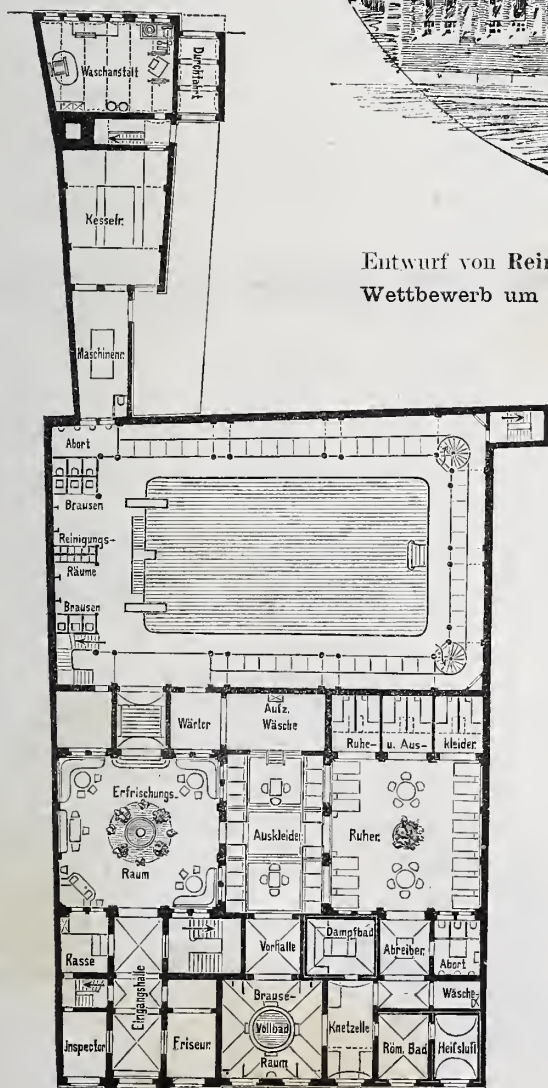 Waschanstalt
Durchfahrt
Kesselr.
Entwurf von Rein
Wettbewerb um
Maschinenr.
Abort
Brausen
Reinigungs-
Räume
Brausen
Wärter
Aufz.
Wäsche
Ruhe- u. Aus- kleider.
Erfrischungs-
Raum
Auskleider.
Ruher.
Kasse
Eingangshalle
Vorhalle
Dampfbad
Abreiber.
Abort
Inspector
Friseur.
Brause-
Vollbad
Raum
Knetzelle
Wäsche
Röm. Bad
Heifsluft